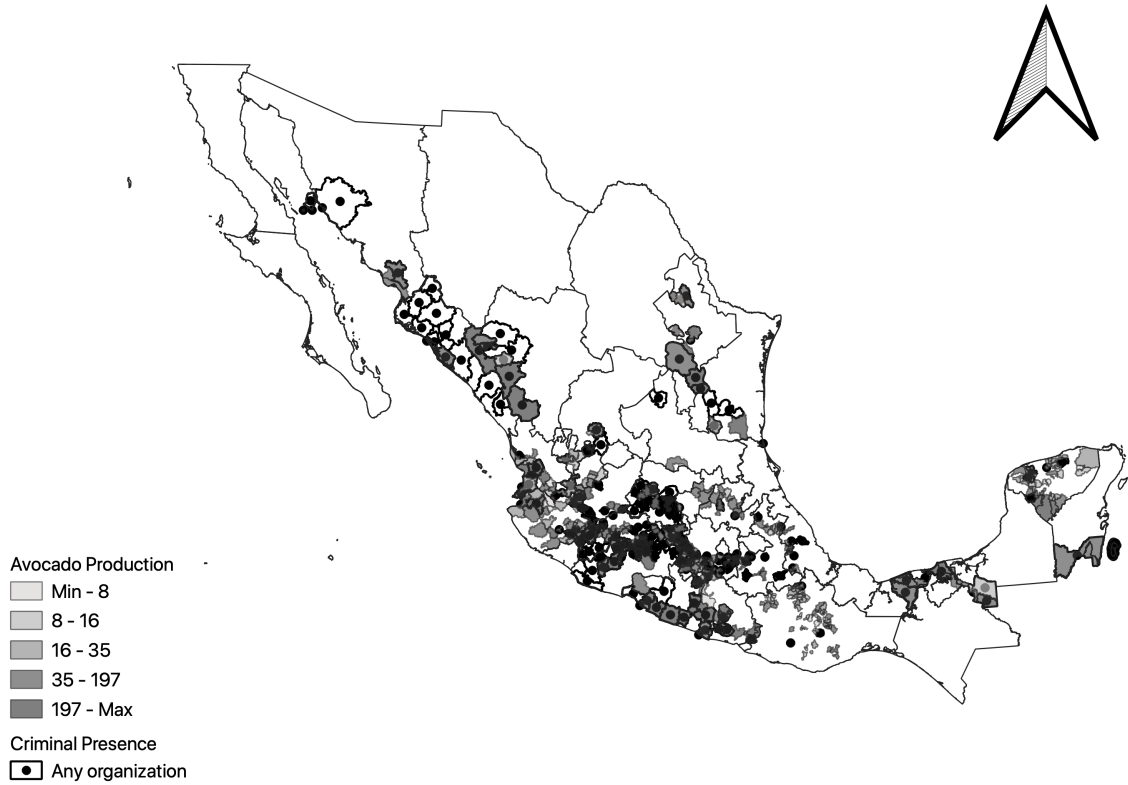 Avocado Production
Min - 8
8 - 16
16 - 35
35 - 197
197 - Max
Criminal Presence
Any organization